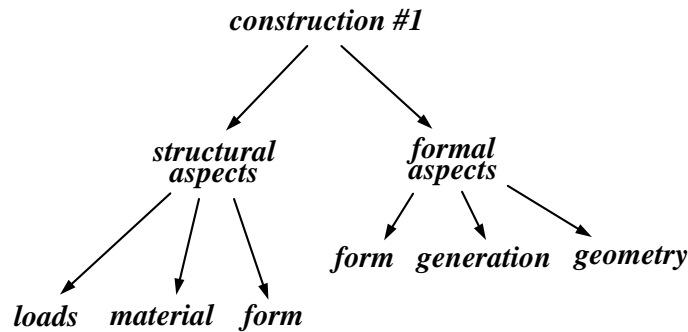 construction #1
structural
aspects
formal
aspects
form generation geometry
loads material form